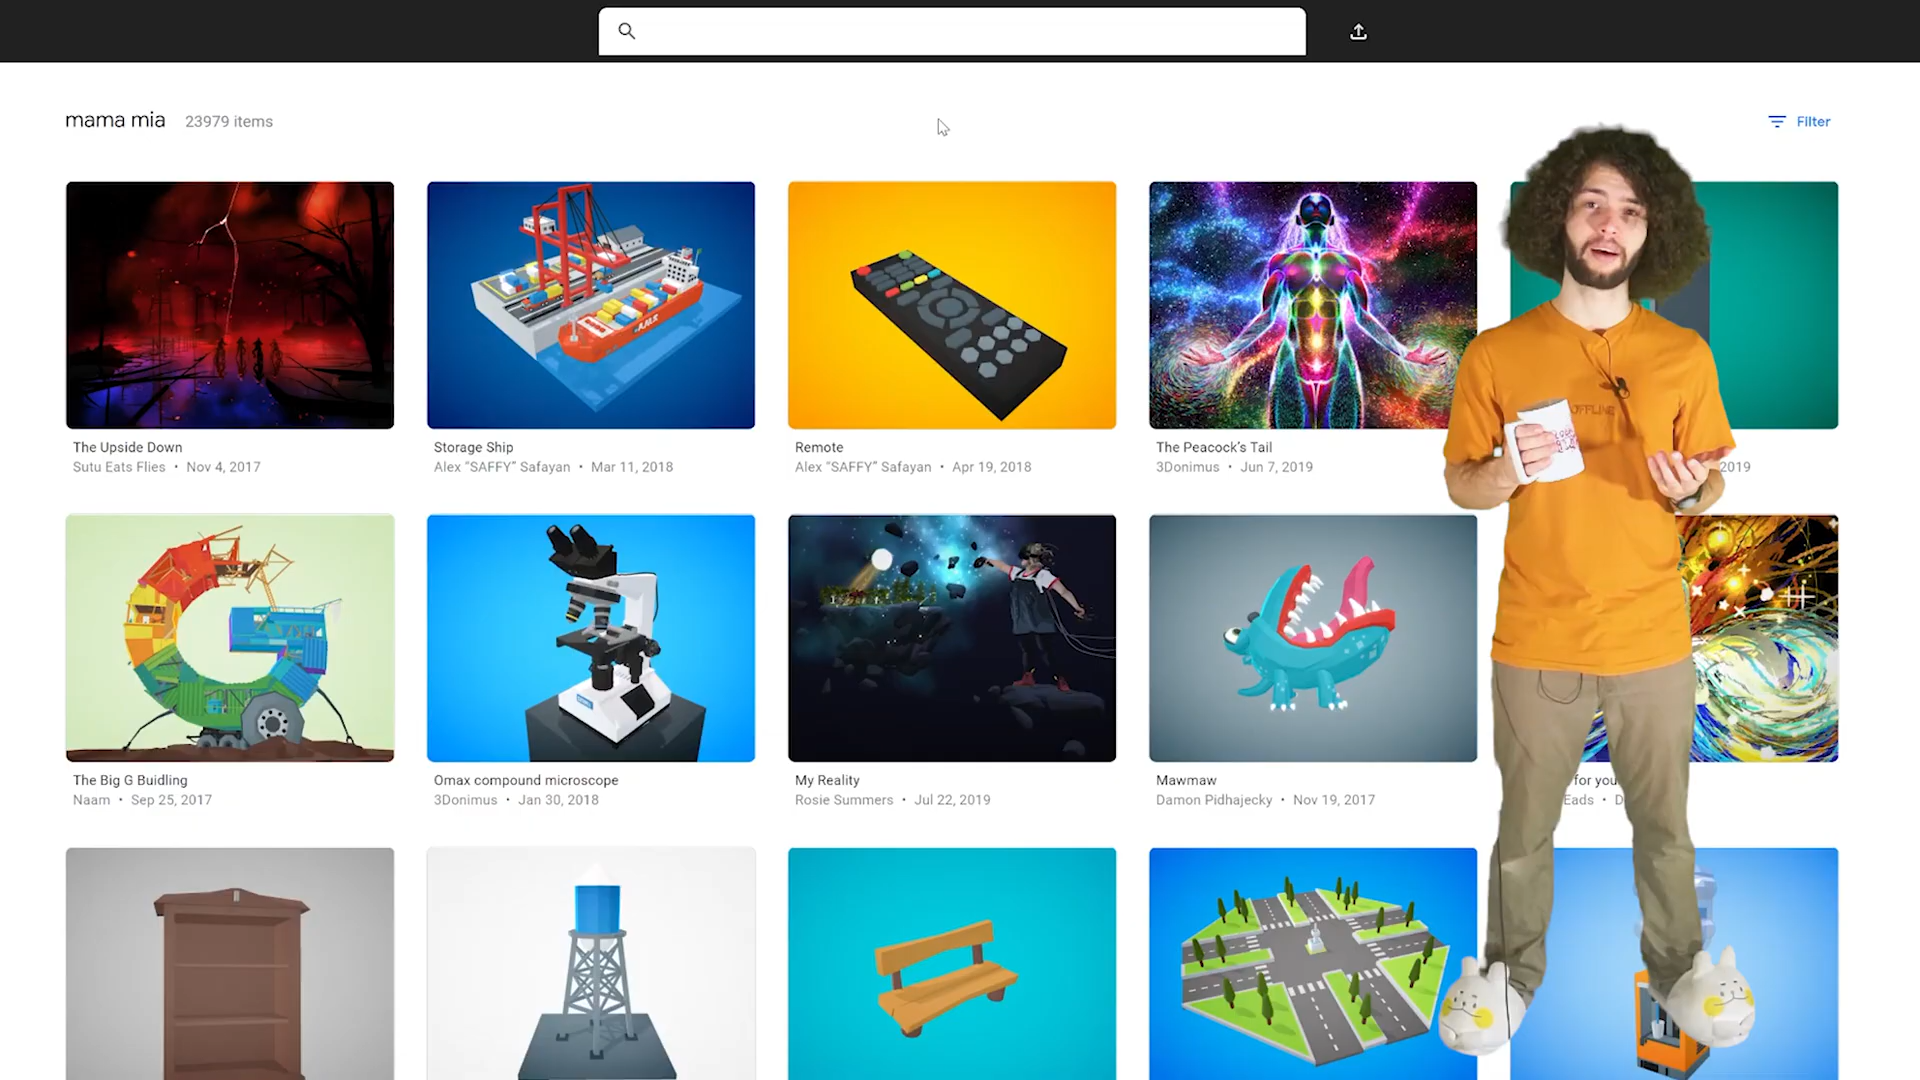 mama mia 23979 items
Filter
The Upside Down
Sutu Eats Flies • Nov 4, 2017
Storage Ship
Alex “SAFFY” Safayan • Mar 11, 2018
Remote
Alex “SAFFY” Safayan • Apr 19, 2018
The Peacock’s Tail
3Donimus • Jun 7, 2019
2019
OFFLINE
The Big G Buidling
Naam • Sep 25, 2017
Omax compound microscope
3Donimus • Jan 30, 2018
My Reality
Rosie Summers • Jul 22, 2019
Mawmaw
Damon Pidhajecky • Nov 19, 2017
for you
Eads • D